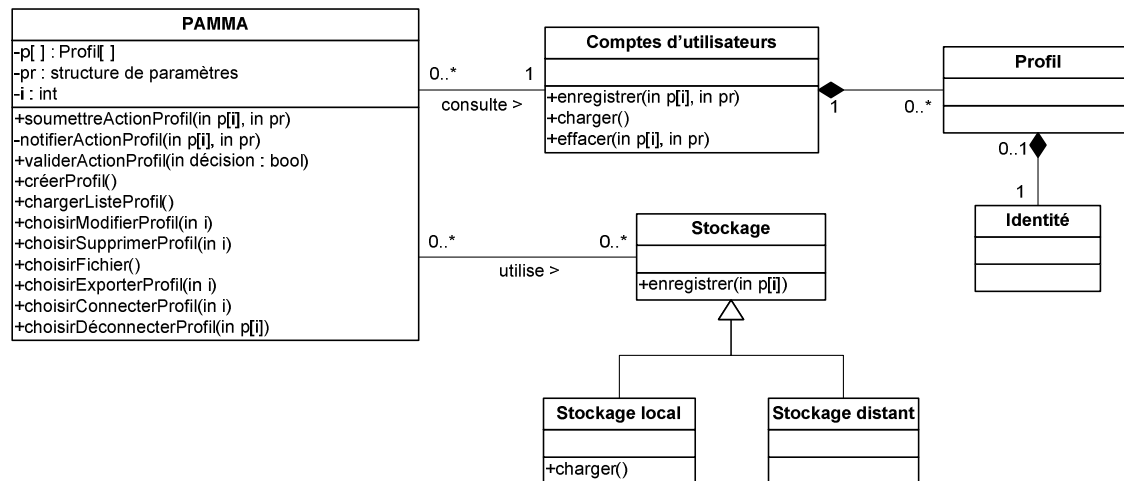 PAMMA
-p[ ] : Profil[ ]
-pr : structure de paramètres
-i : int
+soumettreActionProfil(in p[i], in pr)
-notifierActionProfil(in p[i], in pr)
+validerActionProfil(in décision : bool)
+créerProfil()
+chargerListeProfil()
+choisirModifierProfil(in i)
+choisirSupprimerProfil(in i)
+choisirFichier()
+choisirExporterProfil(in i)
+choisirConnecterProfil(in i)
+choisirDéconnecterProfil(in p[i])
0..*
1
consulte >
Comptes d’utilisateurs
+enregistrer(in p[i], in pr)
+charger()
+effacer(in p[i], in pr)
1
0..*
Profil
0..1
1
Identité
0..*
0..*
utilise >
Stockage
+enregistrer(in p[i])
Stockage local
+charger()
Stockage distant